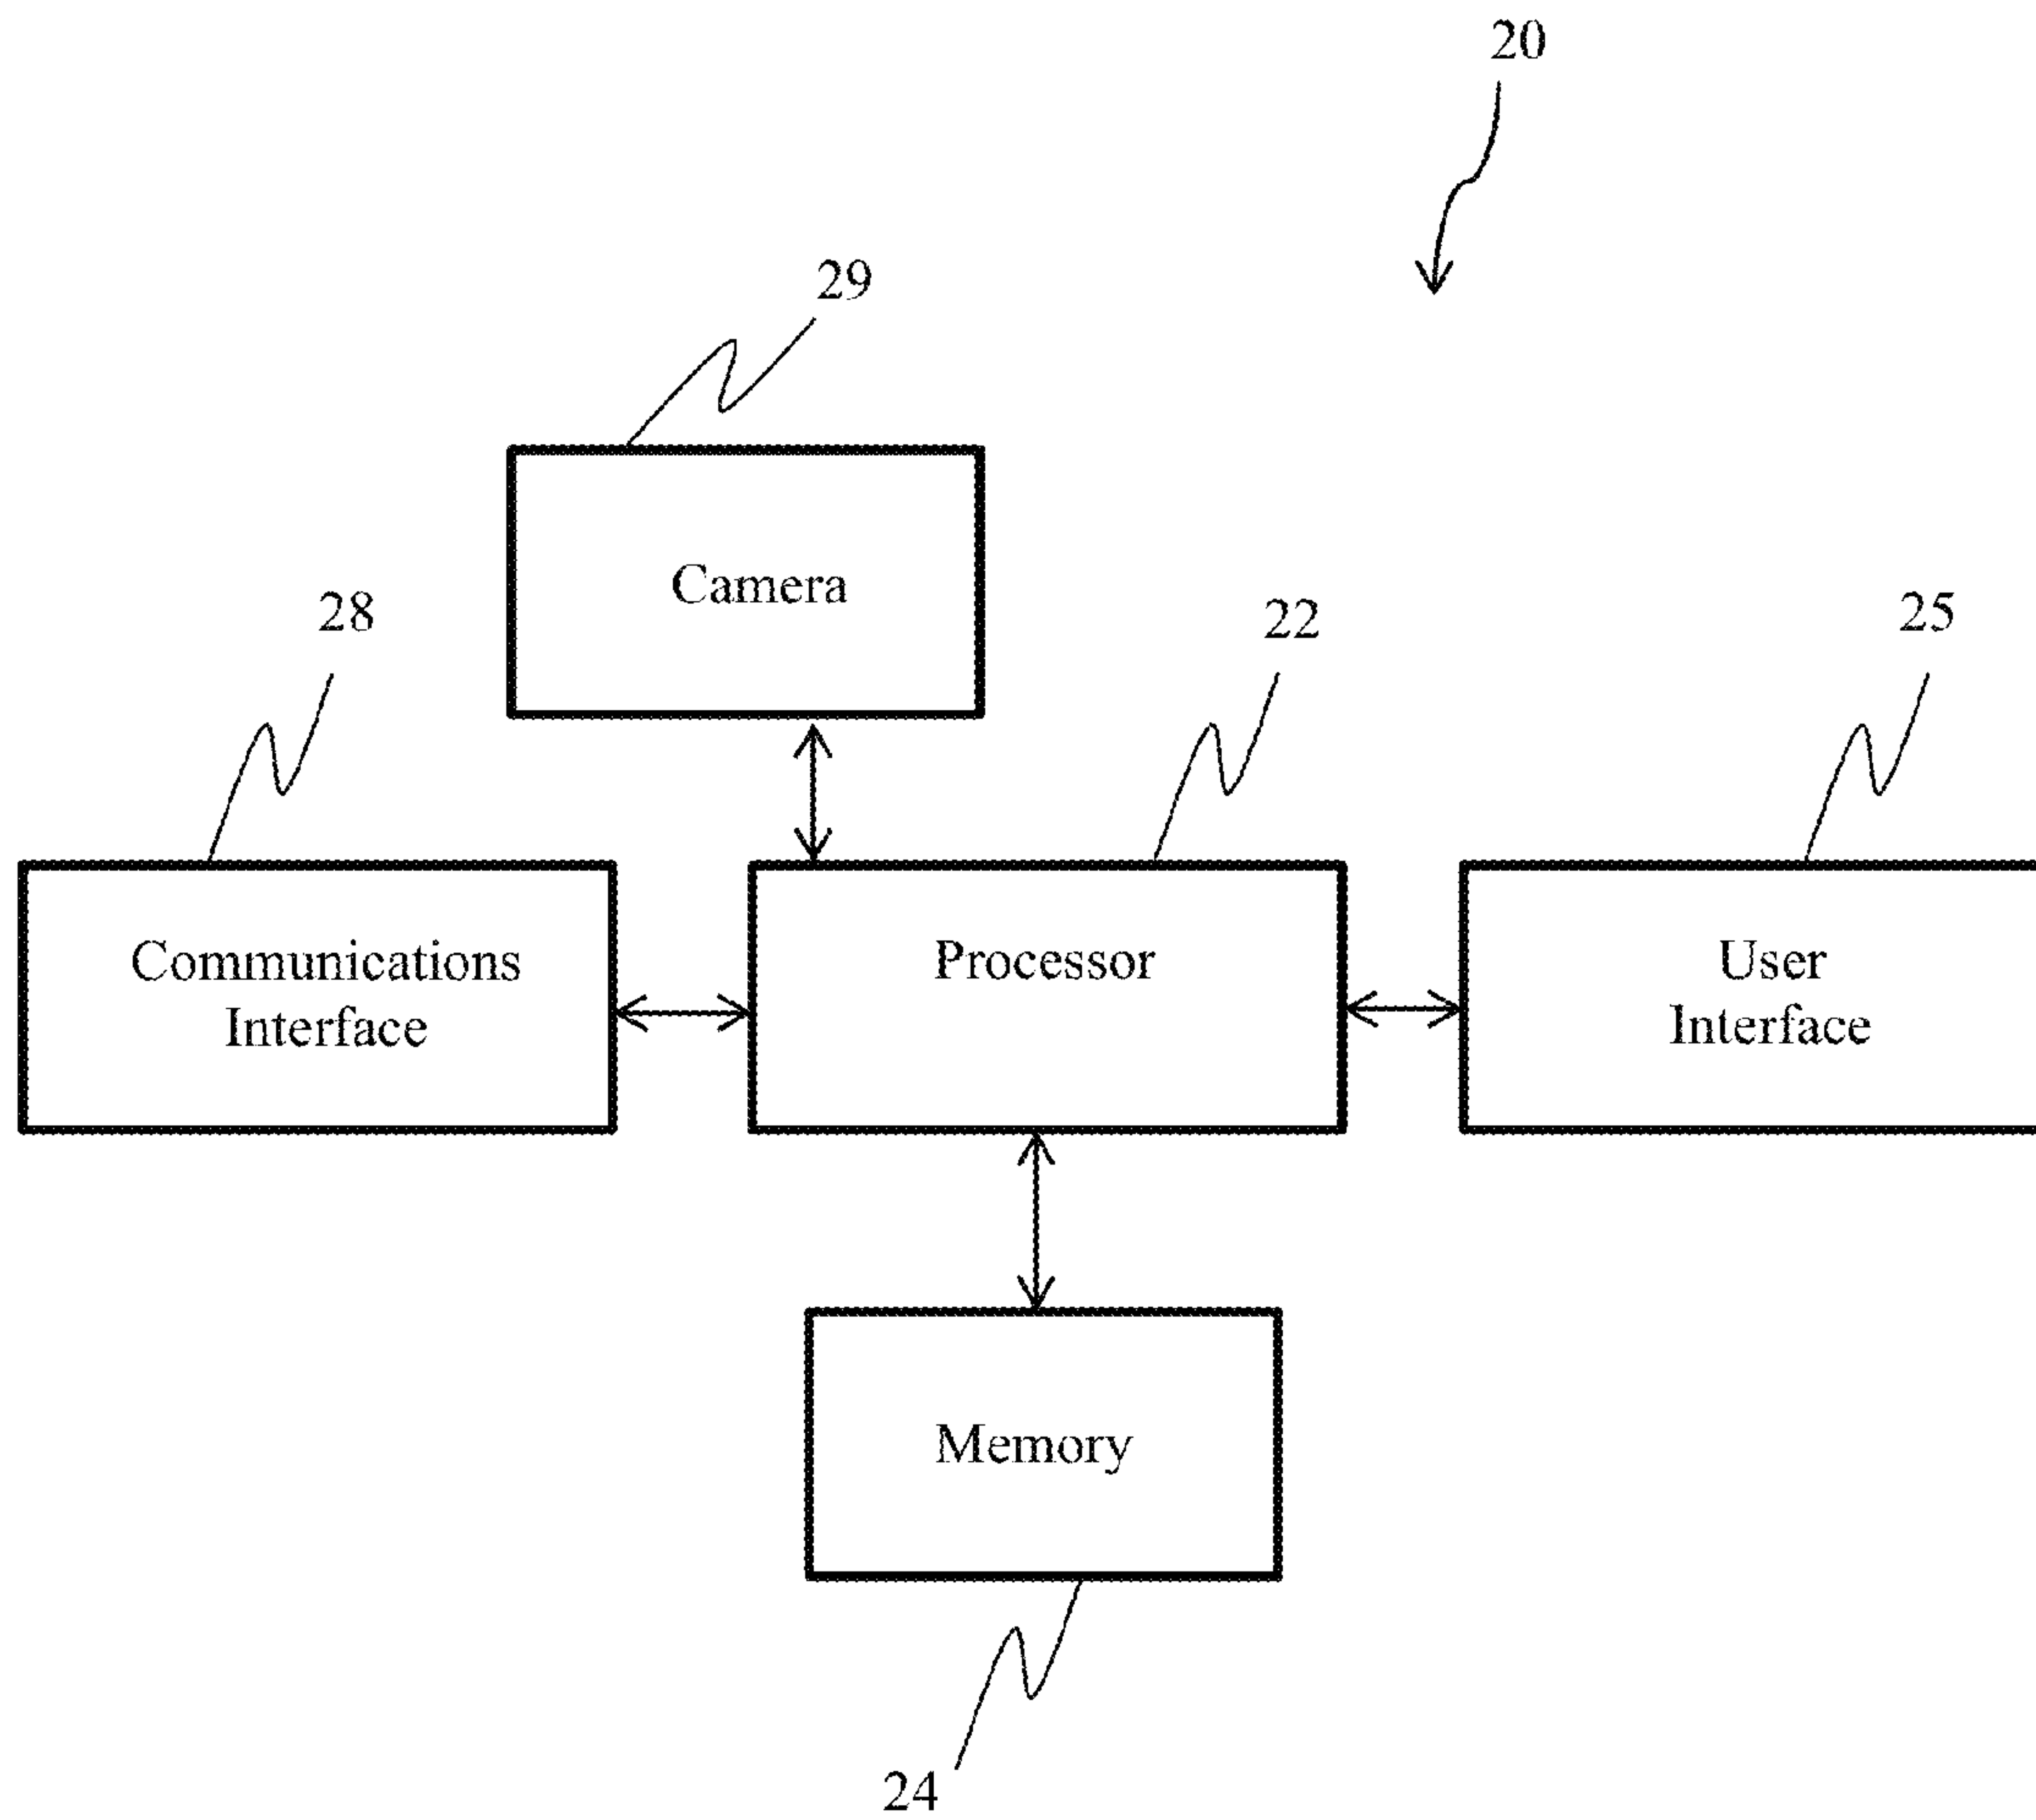 20
29
Camera
28
22
25
Communications
Interface
Processor
User
Interface
Memory
24